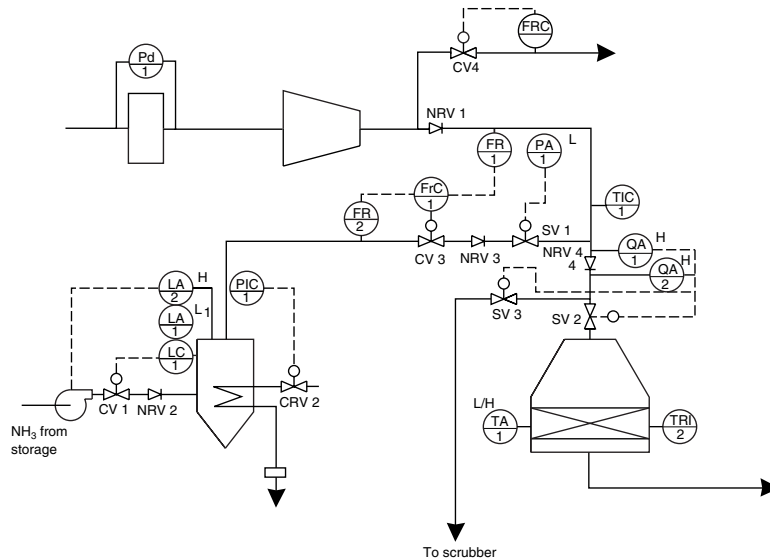 FRC
Pd
1
CV4
NRV 1
FR
1
PA
1
L
FrC
1
TIC
1
FR
2
SV 1
H
QA
1
CV 3
NRV 3
NRV 4
4
H
QA
2
LA
2
H
PIC
1
L1
LA
1
SV 3
SV 2
LC
1
CV 1
NRV 2
CRV 2
L/H
TA
1
TRI
2
NH3 from
storage
To scrubber